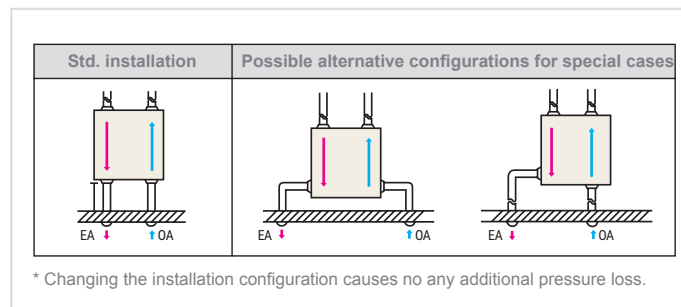 Std. installation
Possible alternative configurations for special cases
EA OA
EA OA
EA OA
* Changing the installation configuration causes no any additional pressure loss.